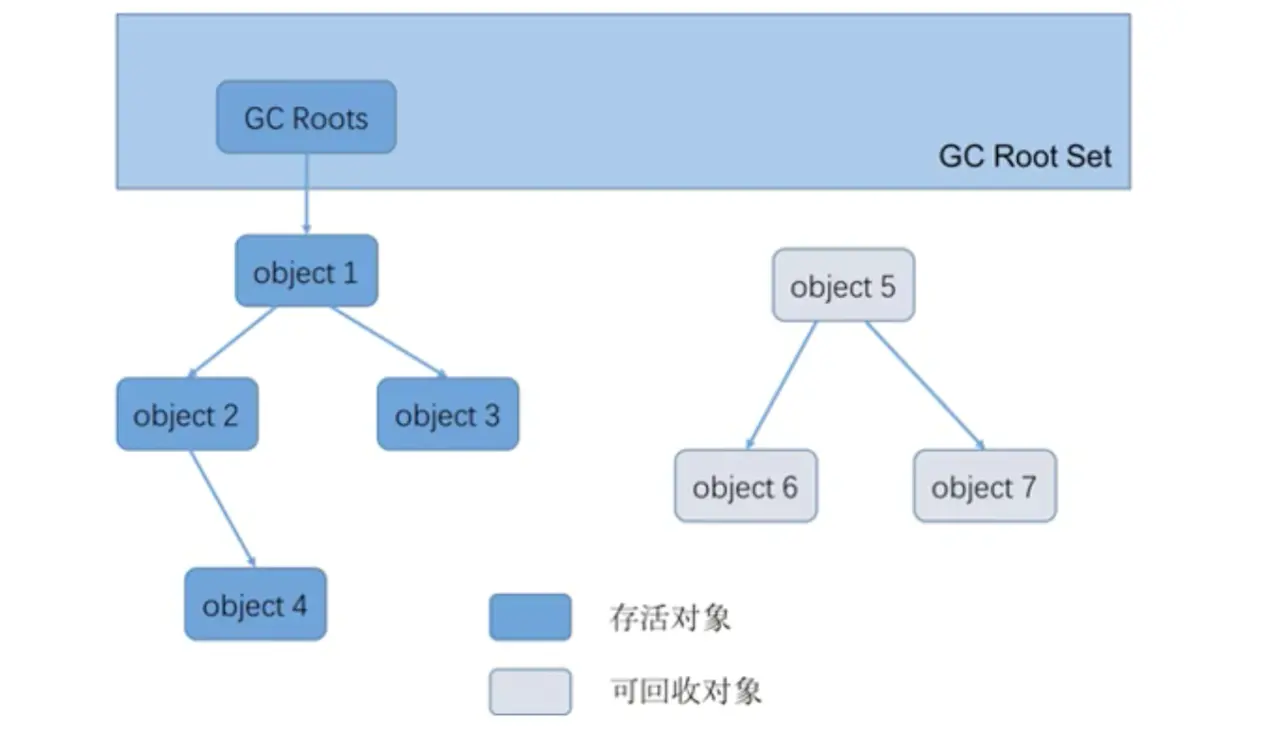 GC Roots
GC Root Set
object 1
object 5
object 2
object 3
object 6
object 7
object 4
存活对象
可回收对象